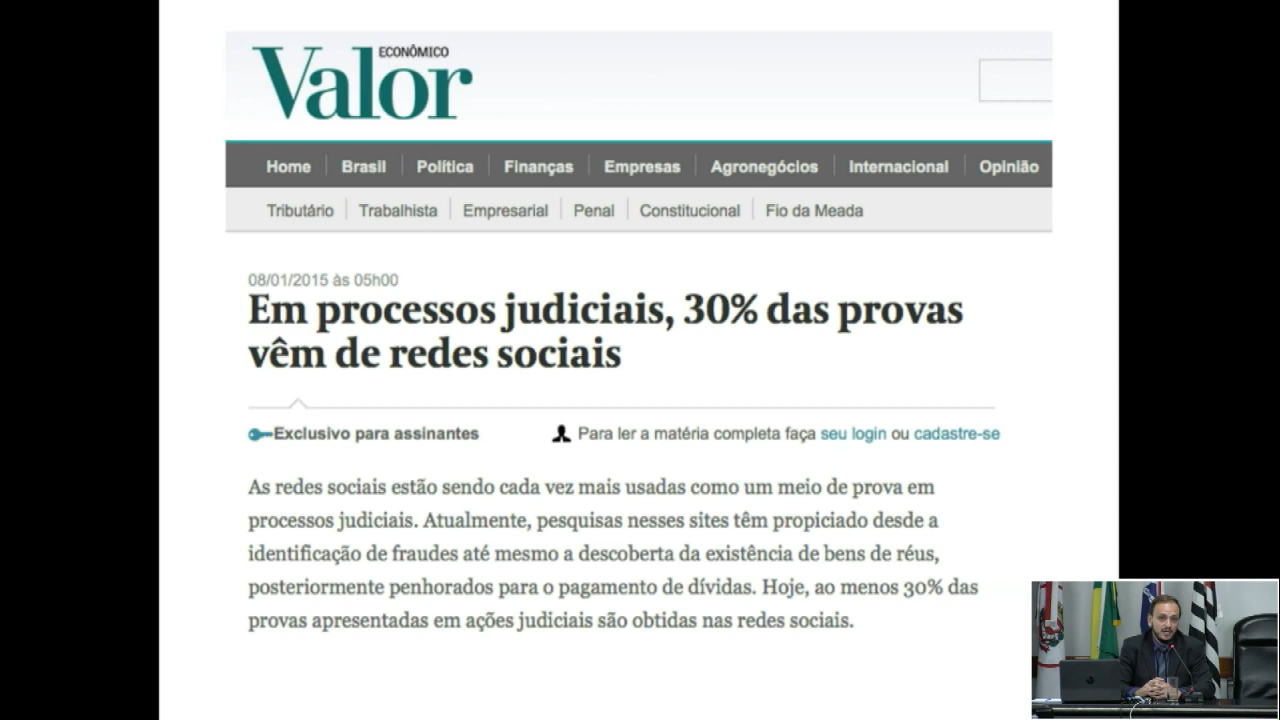 Valor ECONÔMICO
Home Brasil Política Finanças Empresas Agronegócios Internacional Opinião
Tributário Trabalhista Empresarial Penal Constitucional Fio da Meada
08/01/2015 às 05h00
Em processos judiciais, 30% das provas
vêm de redes sociais
Exclusivo para assinantes
Para ler a matéria completa faça seu login ou cadastre-se
As redes sociais estão sendo cada vez mais usadas como um meio de prova em
processos judiciais. Atualmente, pesquisas nesses sites têm propiciado desde a
identificação de fraudes até mesmo a descoberta da existência de bens de réus,
posteriormente penhorados para o pagamento de dívidas. Hoje, ao menos 30% das
provas apresentadas em ações judiciais são obtidas nas redes sociais.